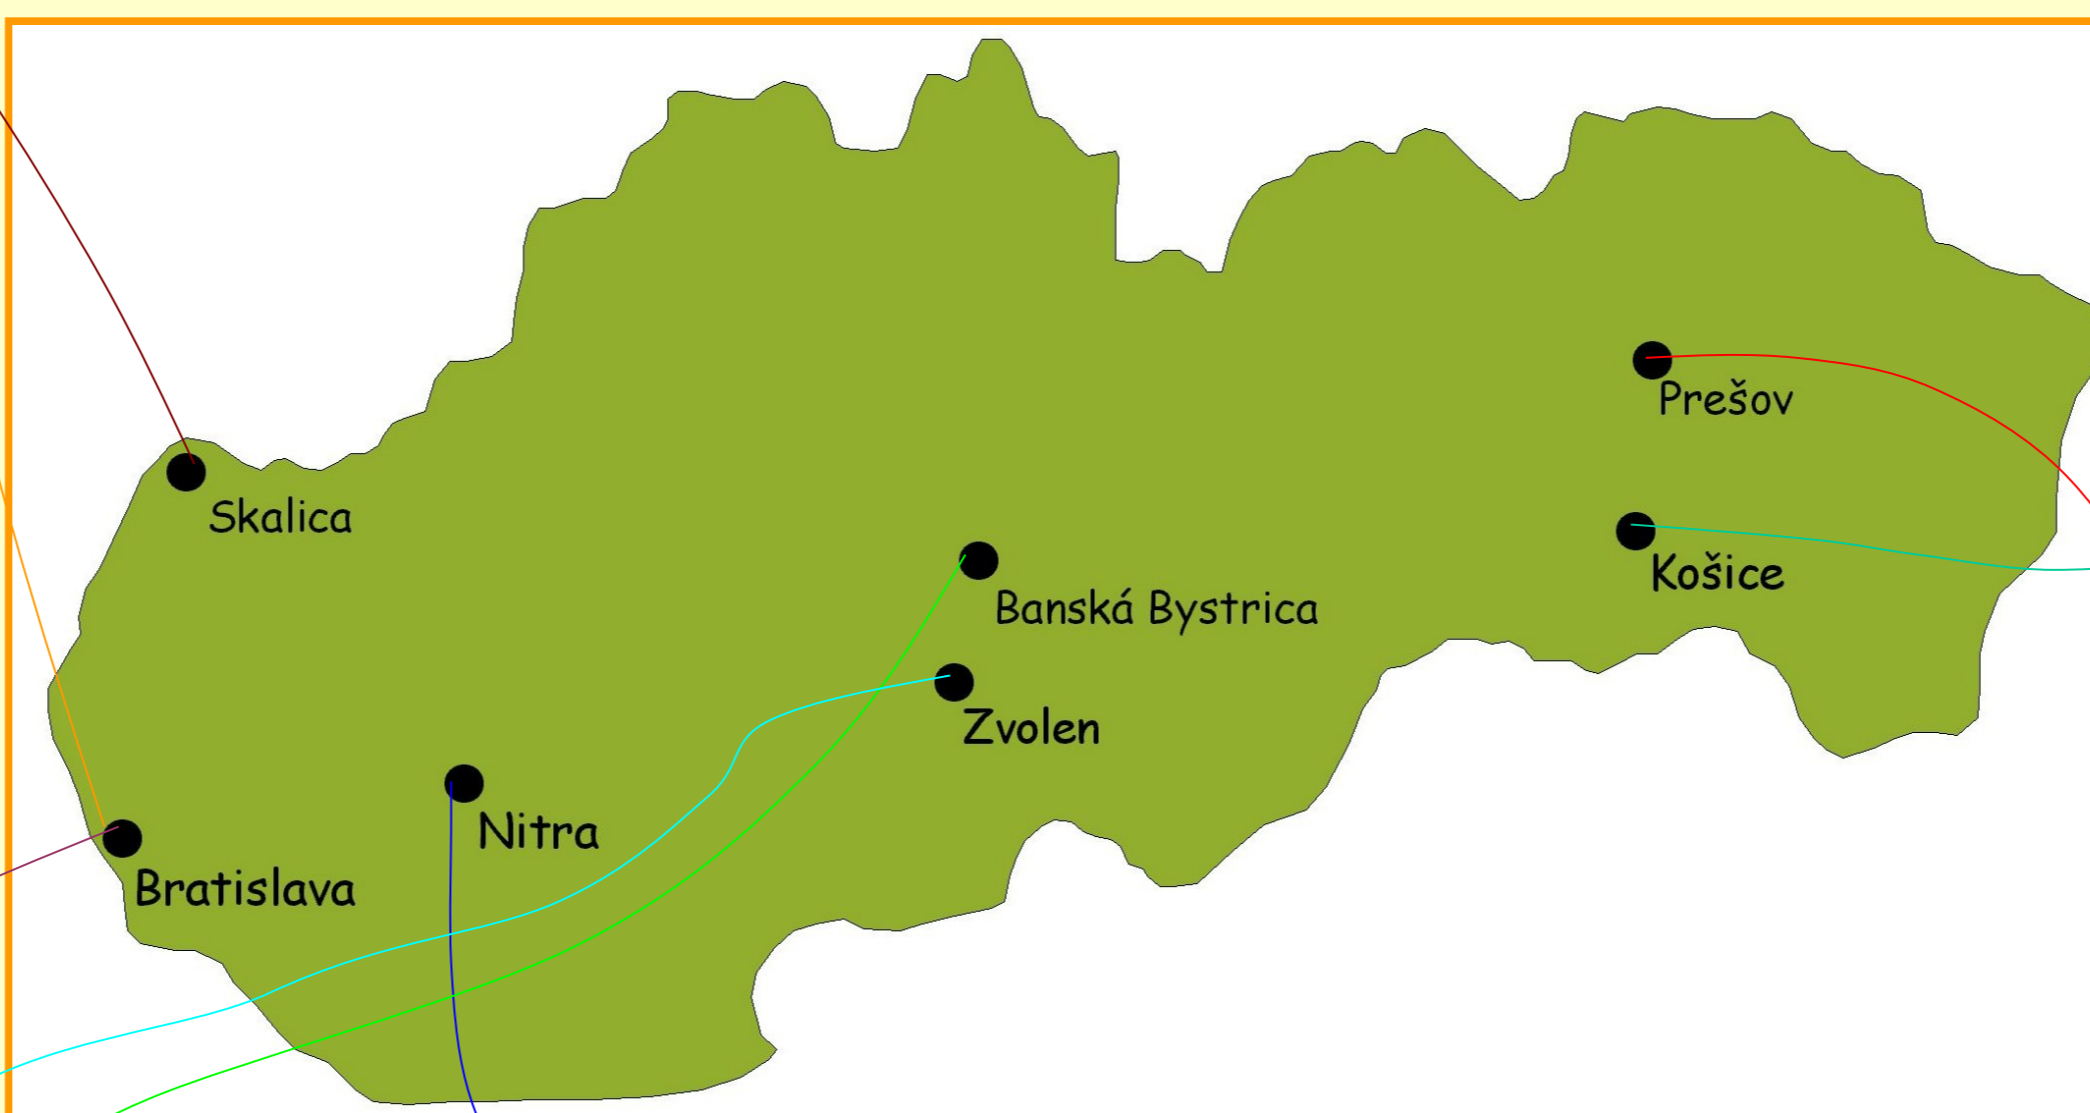 Prešov
Skalica
Košice
Banská Bystrica
Zvolen
Nitra
Bratislava